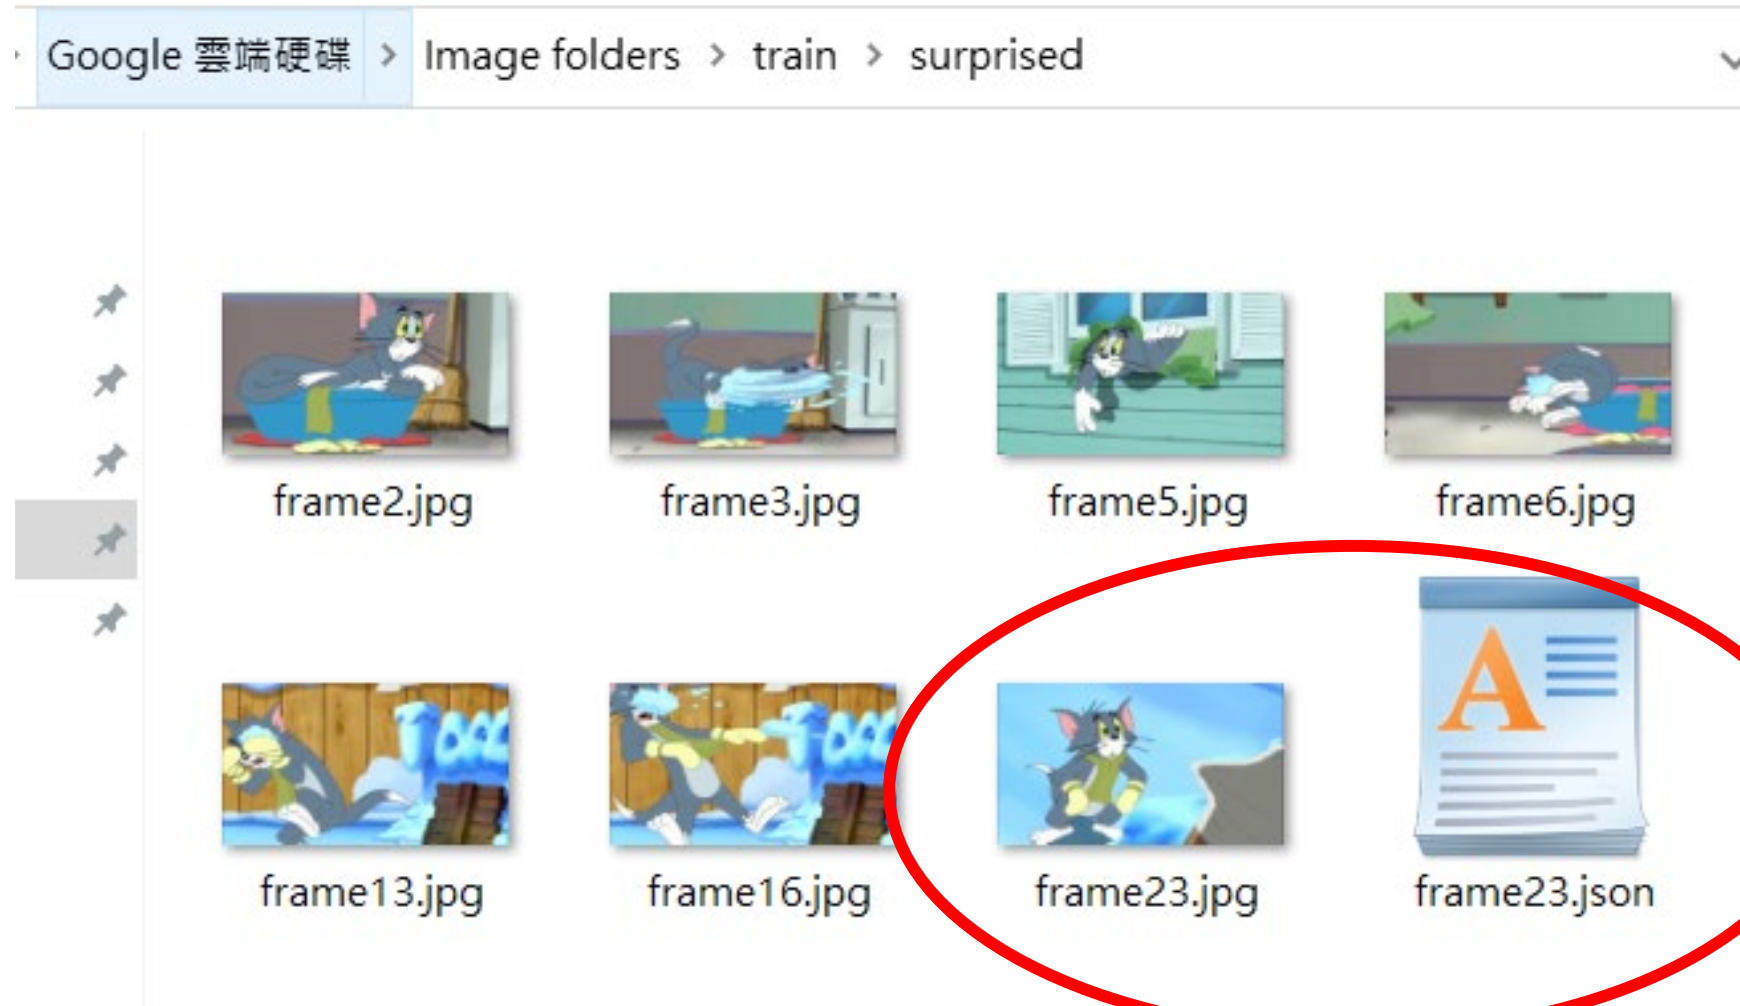 Google 雲端硬碟 > Image folders > train > surprised
frame2.jpg
frame3.jpg
frame5.jpg
frame6.jpg
frame13.jpg
frame16.jpg
frame23.jpg
frame23.json
A